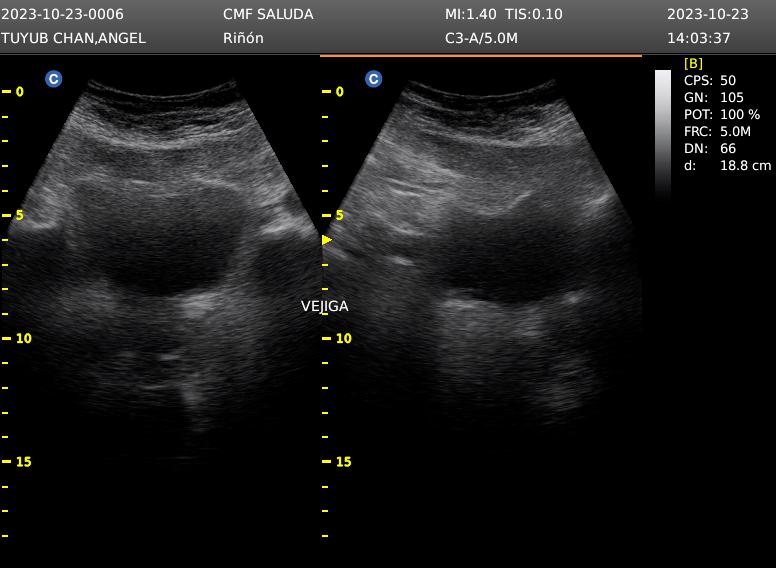 2023-10-23-0006 CMF SALUDA MI:1.40 TIS:0.10 2023-10-23
TUYUB CHAN,ANGEL Riñón C3-A/5.0M 14:03:37
[B]
CPS: 50
GN: 105
POT: 100 %
FRC: 5.0M
DN: 66
d: 18.8 cm
C
C
0
0
5
5
VEJIGA
10
10
15
15